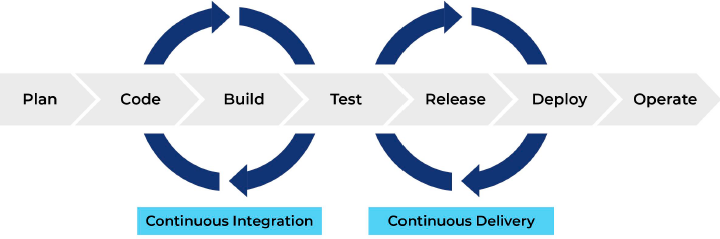 Plan
Code
Build
Test
Release
Deploy
Operate
Continuous Integration
Continuous Delivery